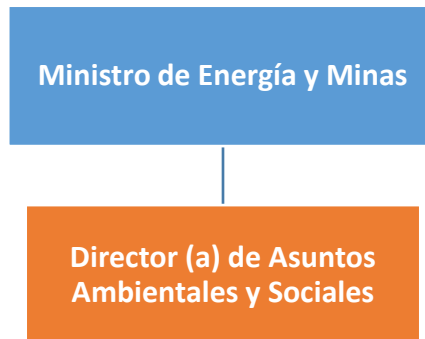 Ministro de Energía y Minas
Director (a) de Asuntos
Ambientales y Sociales